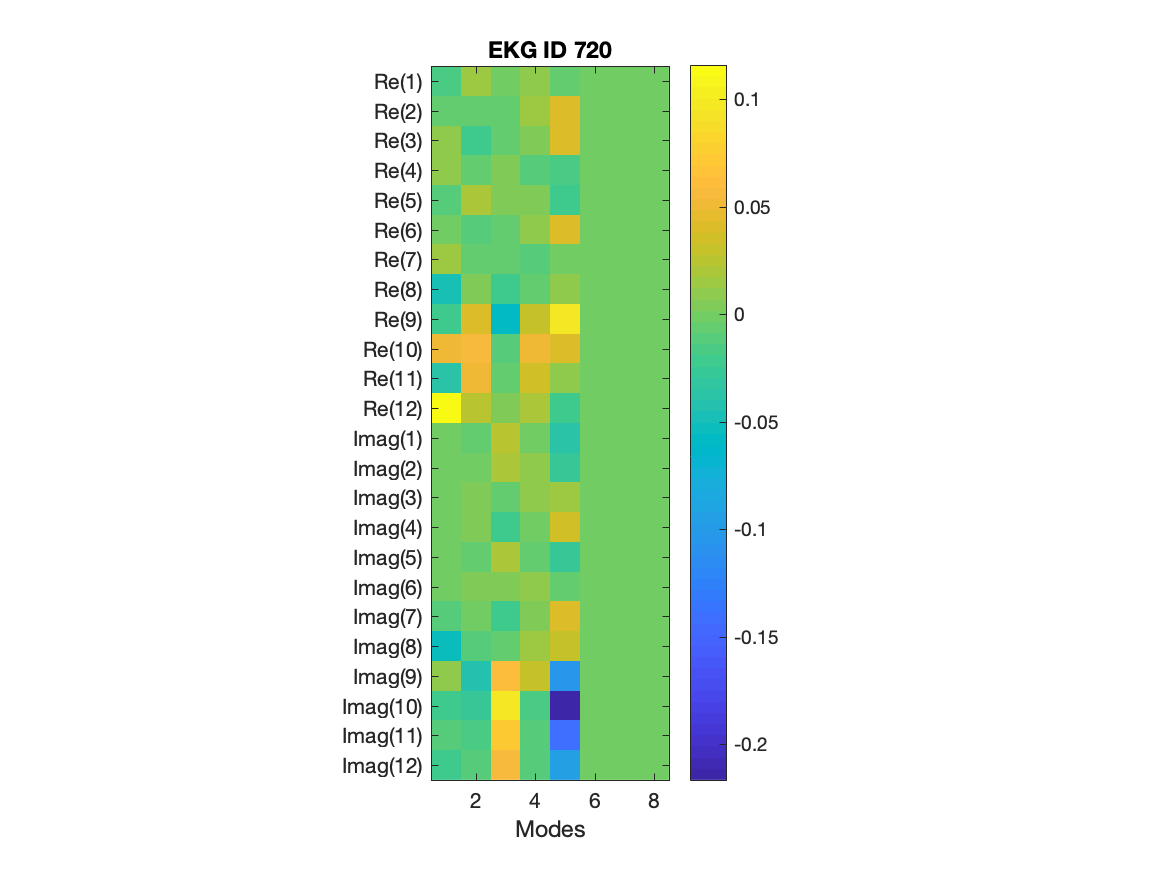 EKG ID 720
Re(1)
Re(2)
Re(3)
Re(4)
Re(5)
Re(6)
Re(7)
Re(8)
Re(9)
Re(10)
Re(11)
Re(12)
Imag(1)
Imag(2)
Imag(3)
Imag(4)
Imag(5)
Imag(6)
Imag(7)
Imag(8)
Imag(9)
Imag(10)
Imag(11)
Imag(12)
2 4 6 8
Modes
0.1
0.05
0
-0.05
-0.1
-0.15
-0.2